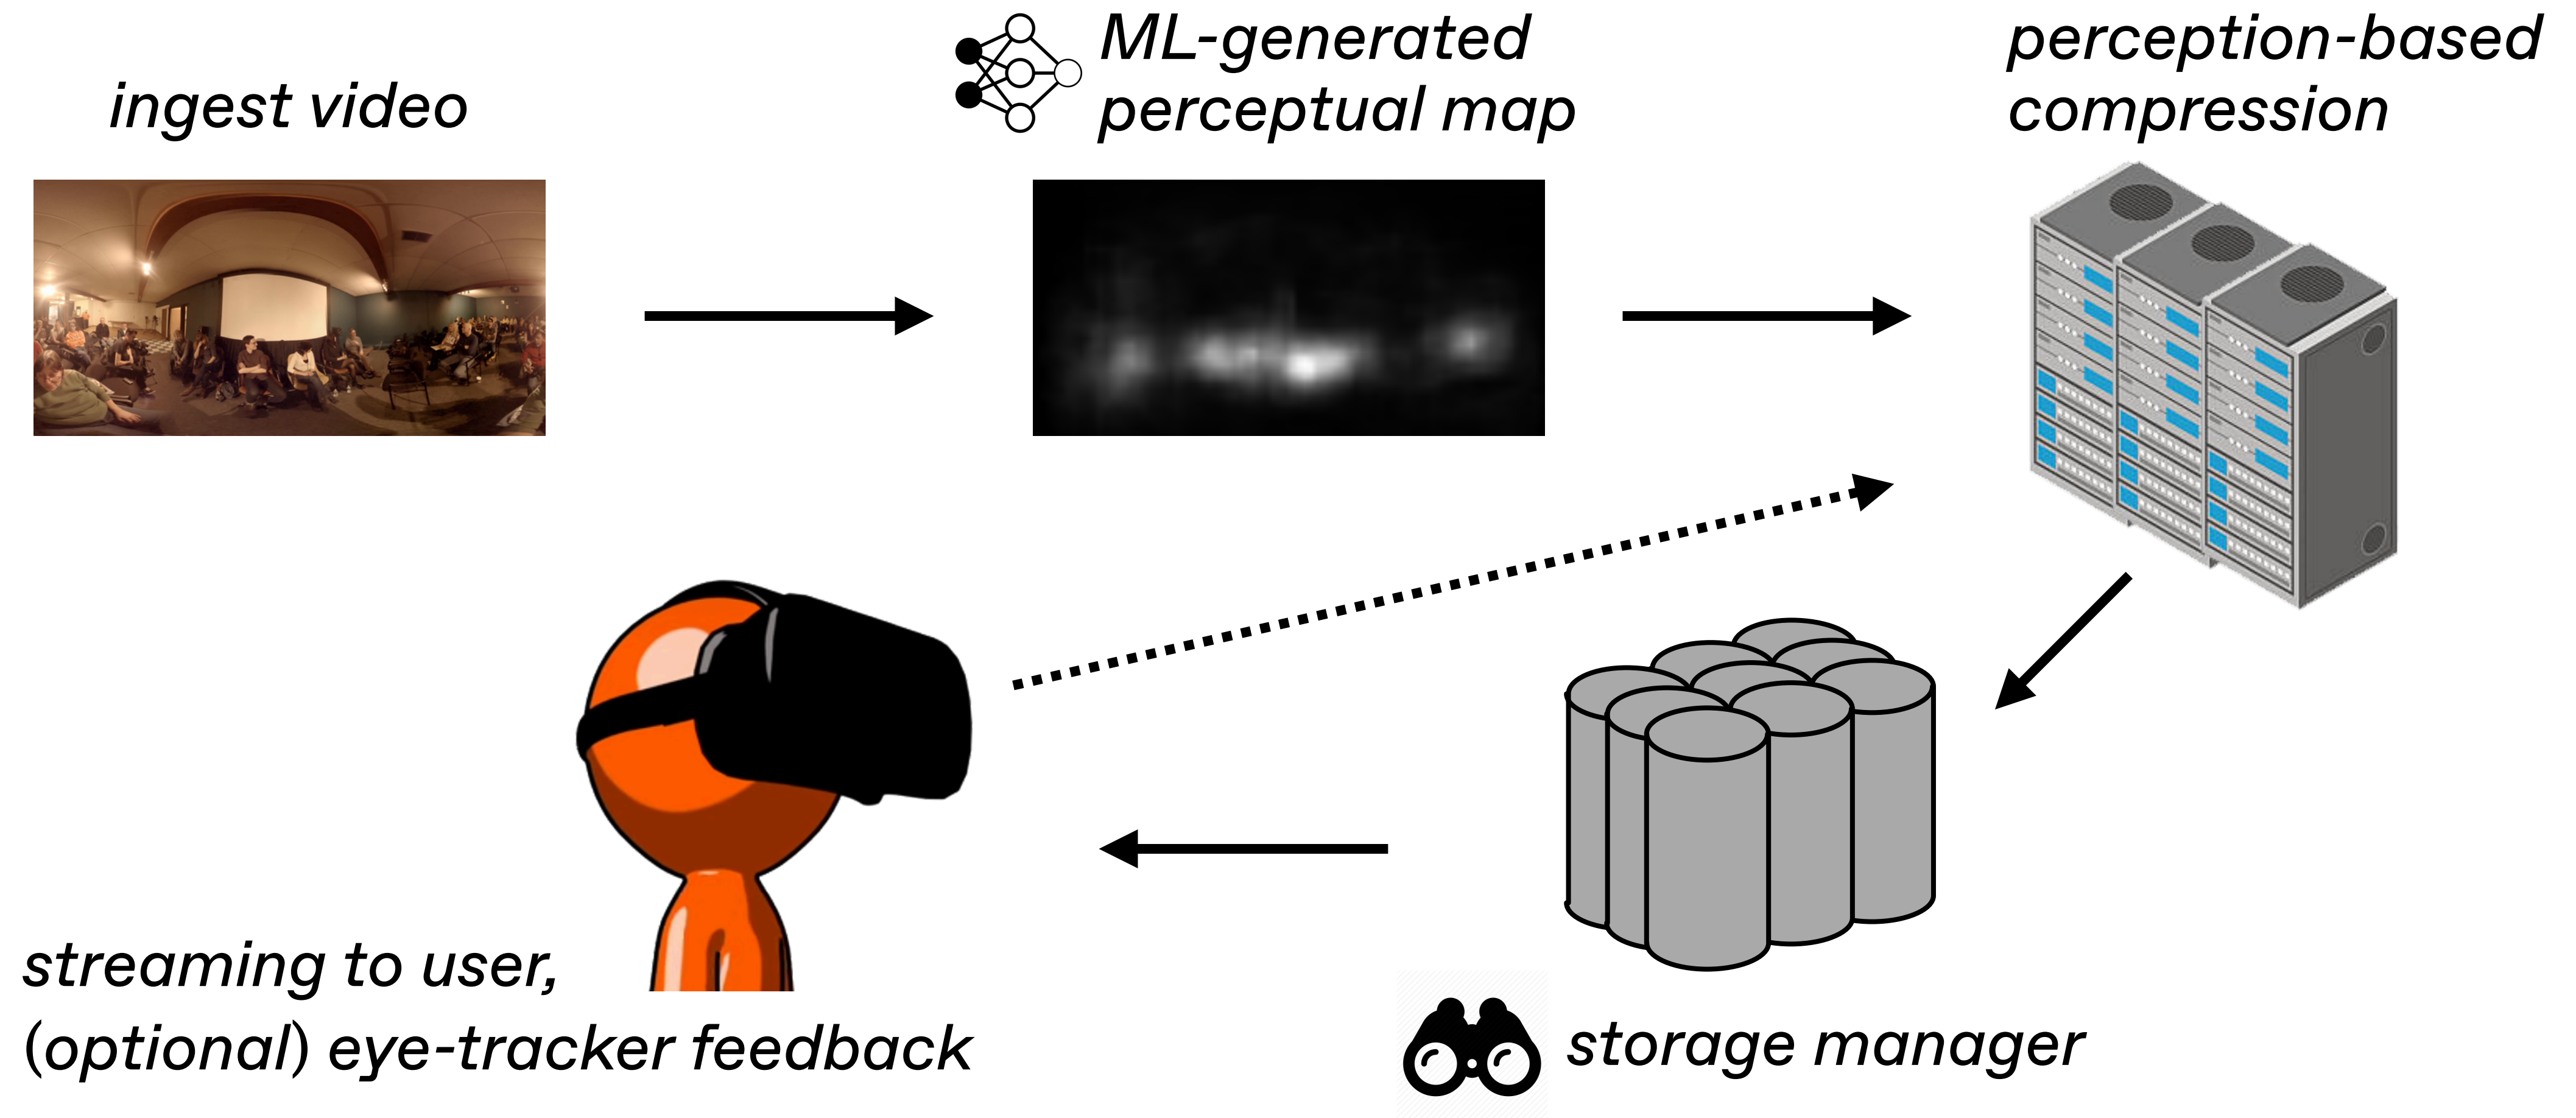 ingest video
ML-generated
perceptual map
perception-based
compression
streaming to user,
(optional) eye-tracker feedback
storage manager